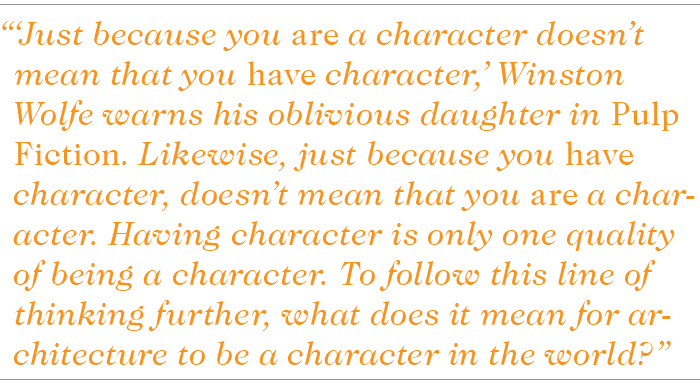 “‘Just because you are a character doesn’t
mean that you have character,’ Winston
Wolfe warns his oblivious daughter in Pulp
Fiction. Likewise, just because you have
character, doesn’t mean that you are a char-
acter. Having character is only one quality
of being a character. To follow this line of
thinking further, what does it mean for ar-
chitecture to be a character in the world?”